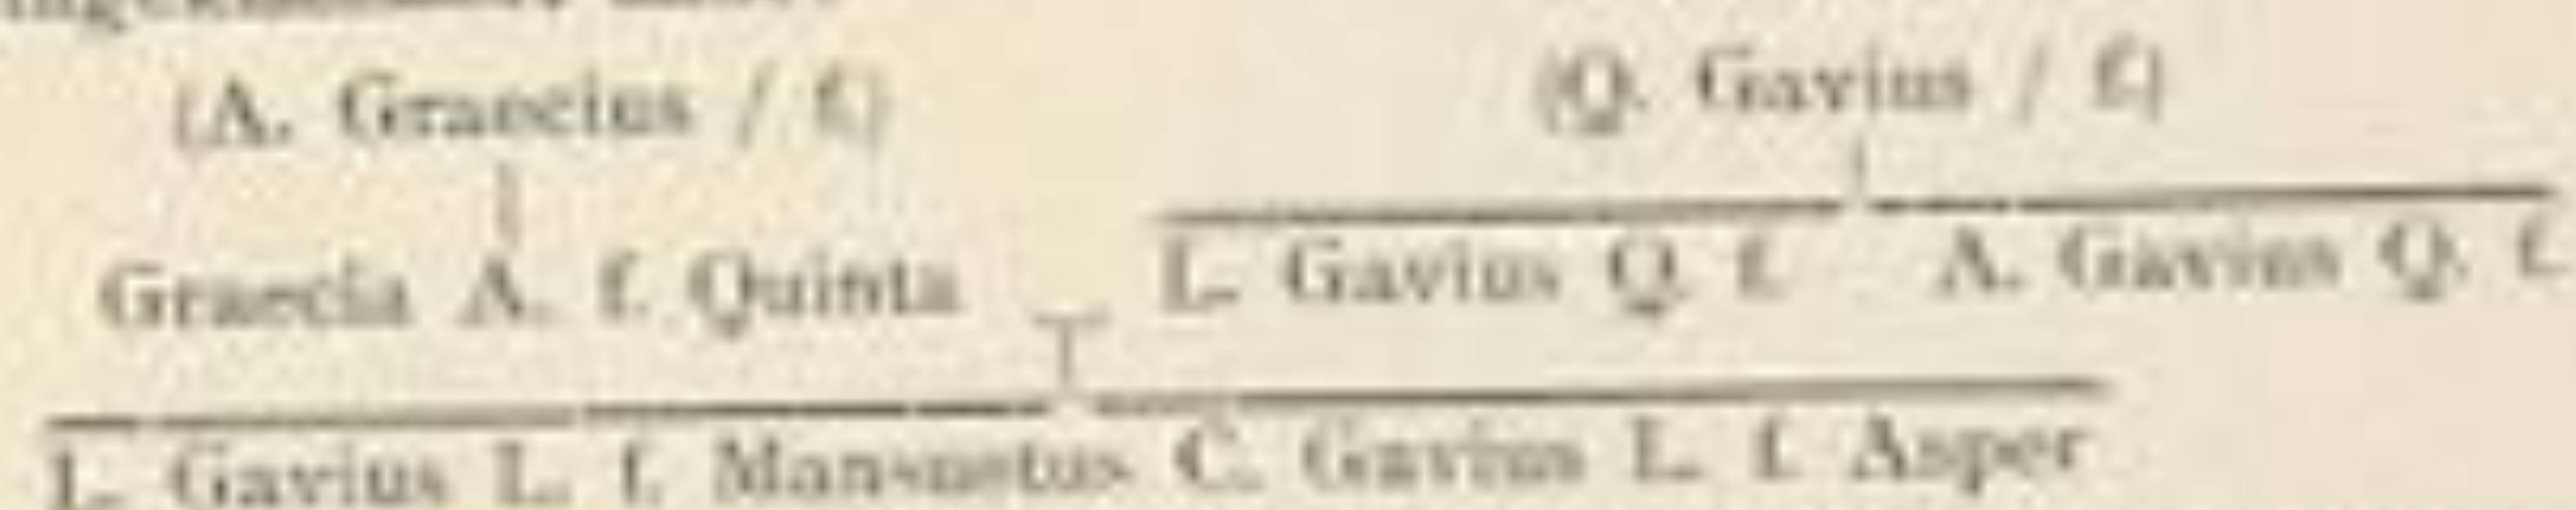 (A. Graecius / f.) (Q. Gavius / f.)
Graecia A. f. Quinta L. Gavius Q. f. A. Gavius Q. f.
L. Gavius L. f. Mansuetus C. Gavius L. f. Asper